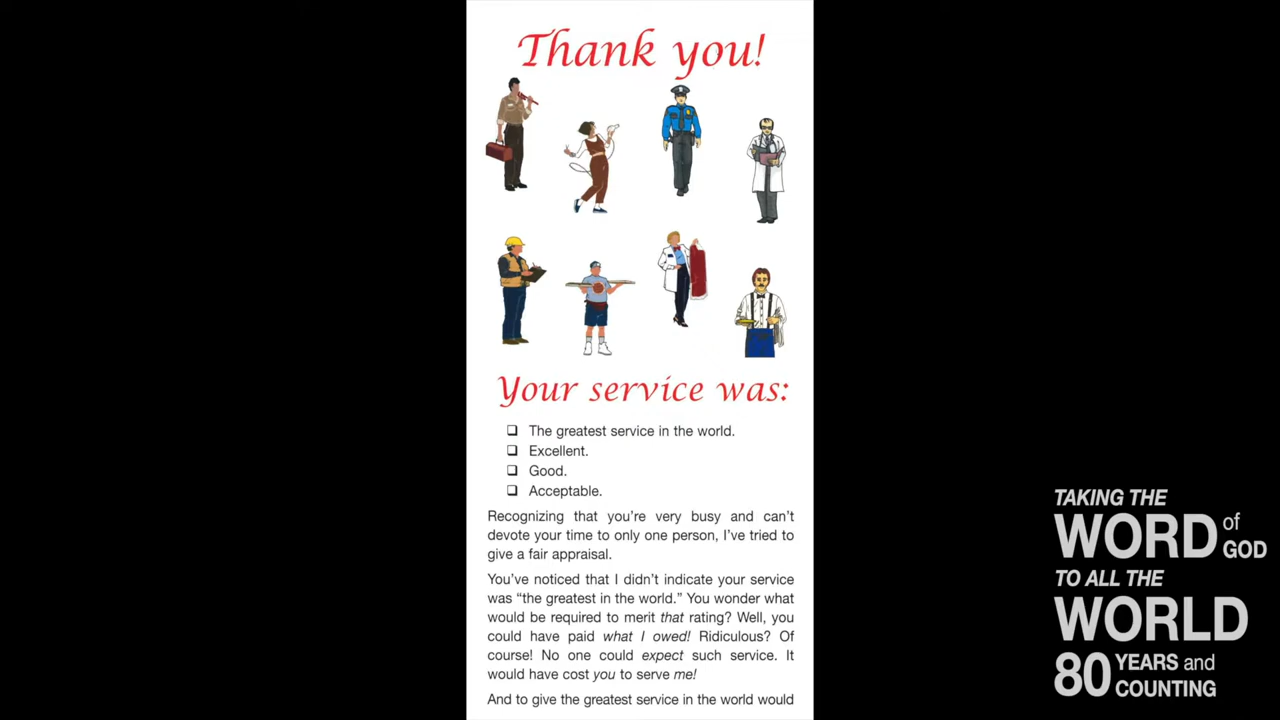 Thank you!
Your service was:
❑ The greatest service in the world.
❑ Excellent.
❑ Good.
❑ Acceptable.
Recognizing that you’re very busy and can’t
devote your time to only one person, I’ve tried to
give a fair appraisal.
You’ve noticed that I didn’t indicate your service
was “the greatest in the world.” You wonder what
would be required to merit that rating? Well, you
could have paid what I owed! Ridiculous? Of
course! No one could expect such service. It
would have cost you to serve me!
And to give the greatest service in the world would
TAKING THE
WORD of GOD
TO ALL THE
WORLD
80 YEARS and
COUNTING